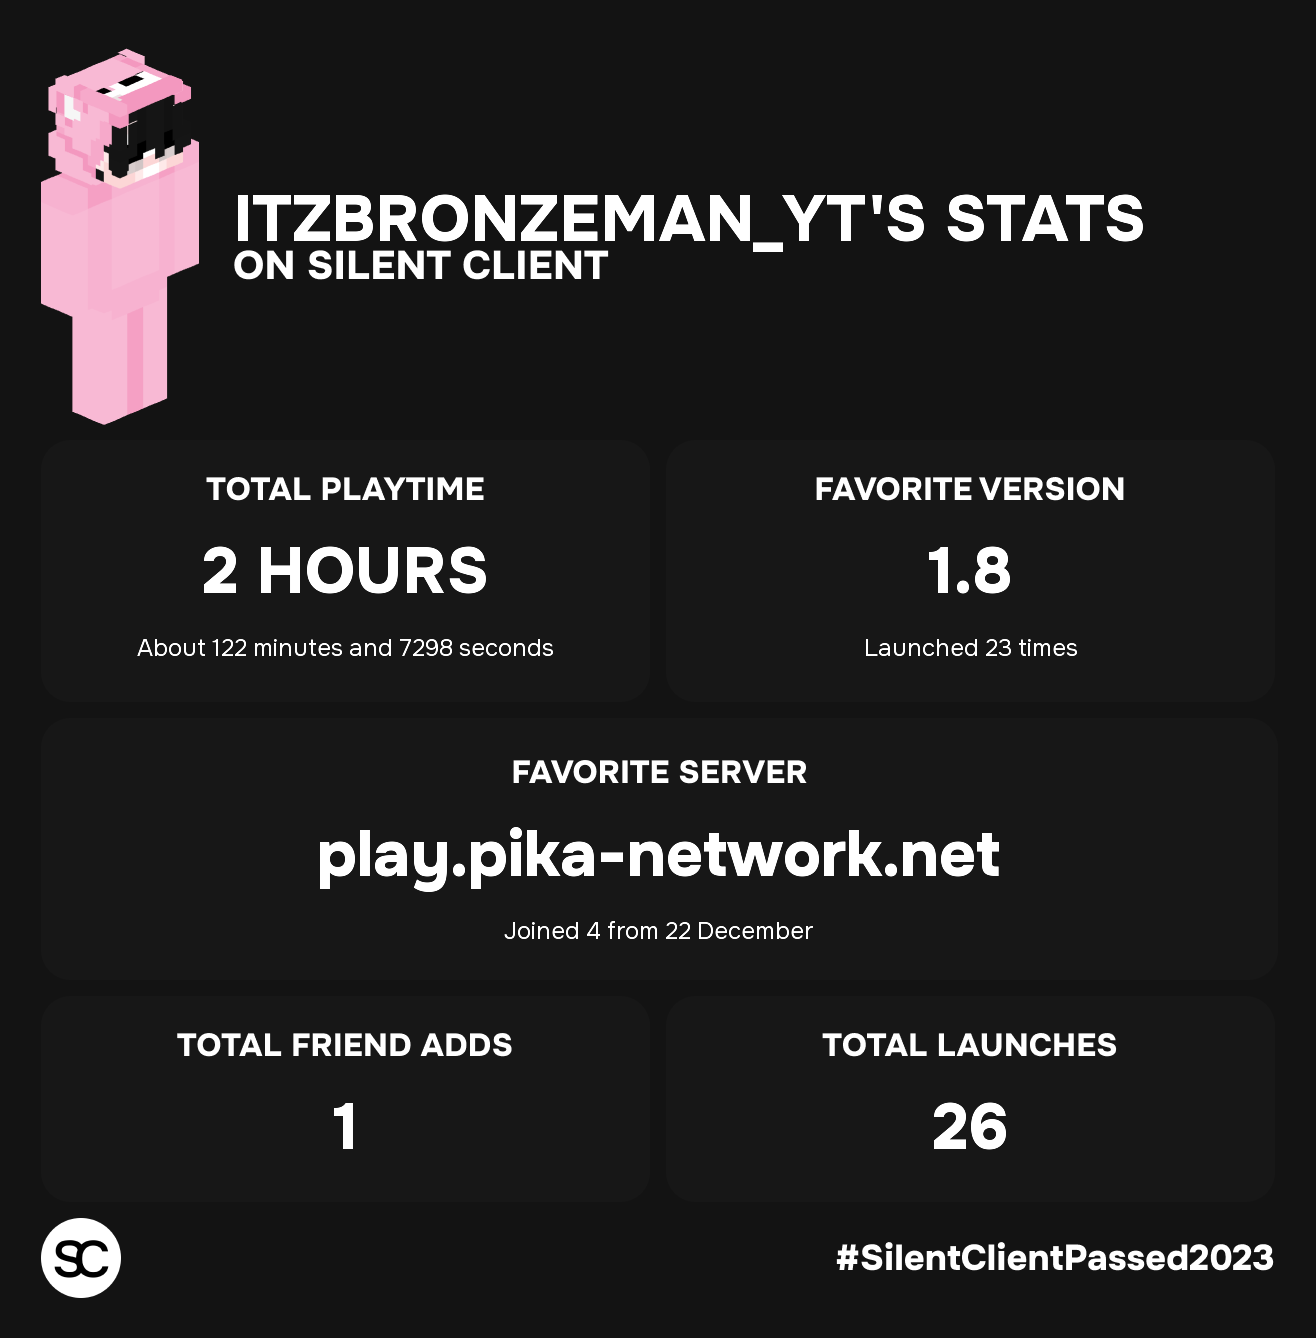 ITZBRONZEMAN_YT'S STATS
ON SILENT CLIENT
TOTAL PLAYTIME
2 HOURS
About 122 minutes and 7298 seconds
FAVORITE VERSION
1.8
Launched 23 times
FAVORITE SERVER
play.pika-network.net
Joined 4 from 22 December
TOTAL FRIEND ADDS
1
TOTAL LAUNCHES
26
SC
#SilentClientPassed2023